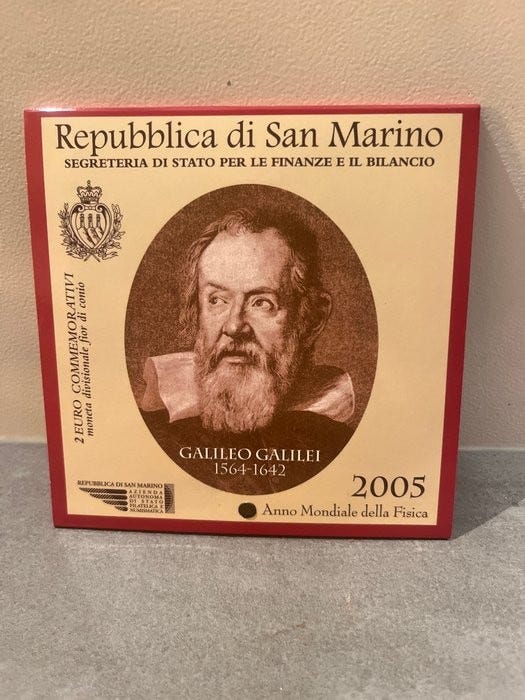 Repubblica di San Marino
SEGRETERIA DI STATO PER LE FINANZE E IL BILANCIO
2 EURO COMMEMORATIVI
moneta divisionale fior di conio
GALILEO GALILEI
1564-1642
REPUBBLICA DI SAN MARINO
AZIENDA
AUTONOMA
DI STATO
FILATELICA E
NUMISMATICA
2005
Anno Mondiale della Fisica